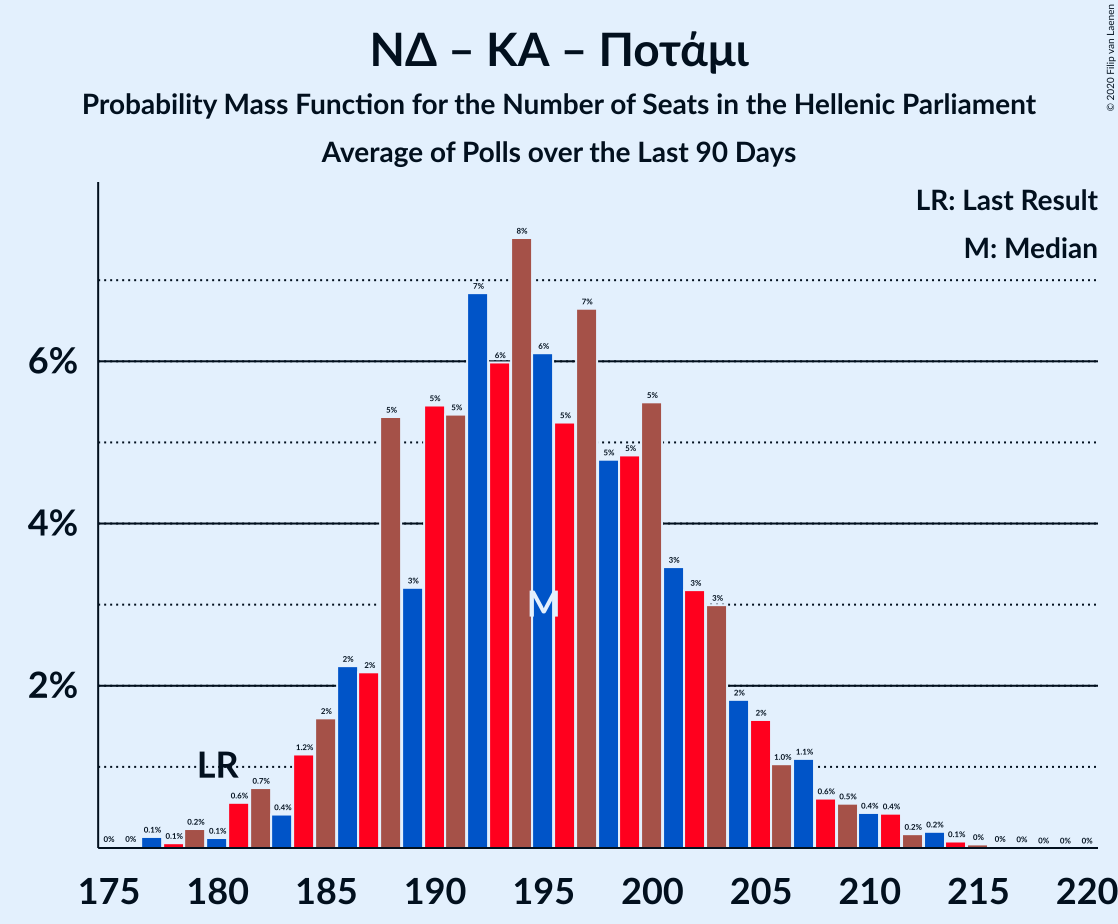 ΝΔ – ΚΑ – Ποτάμι
Probability Mass Function for the Number of Seats in the Hellenic Parliament
Average of Polls over the Last 90 Days
© 2020 Filip van Laenen
LR: Last Result
M: Median
6%
4%
2%
0% 0% 0.1% 0.1% 0.2% 0.1% 0.6% 0.7% 0.4% 1.2% 2% 2% 2% 5% 3% 5% 5% 7% 6% 8% 6% 5% 7% 5% 5% 5% 3% 3% 3% 2% 2% 1.0% 1.1% 0.6% 0.5% 0.4% 0.4% 0.2% 0.2% 0.1% 0% 0% 0% 0% 0% 0%
LR
M
175 180 185 190 195 200 205 210 215 220